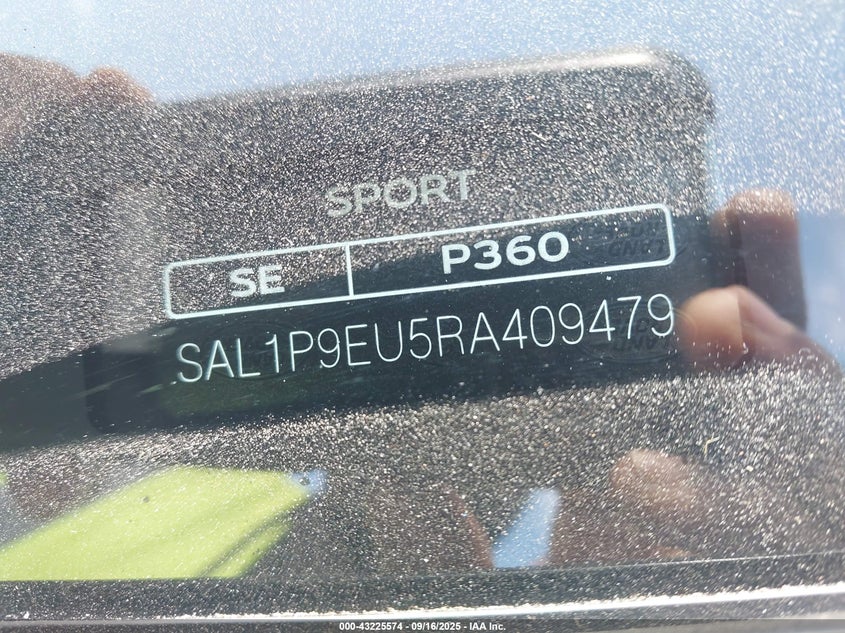 SPORT
SE P360
SAL1P9EU5RA409479
000-43225574 - 09/16/2025 - IAA Inc.